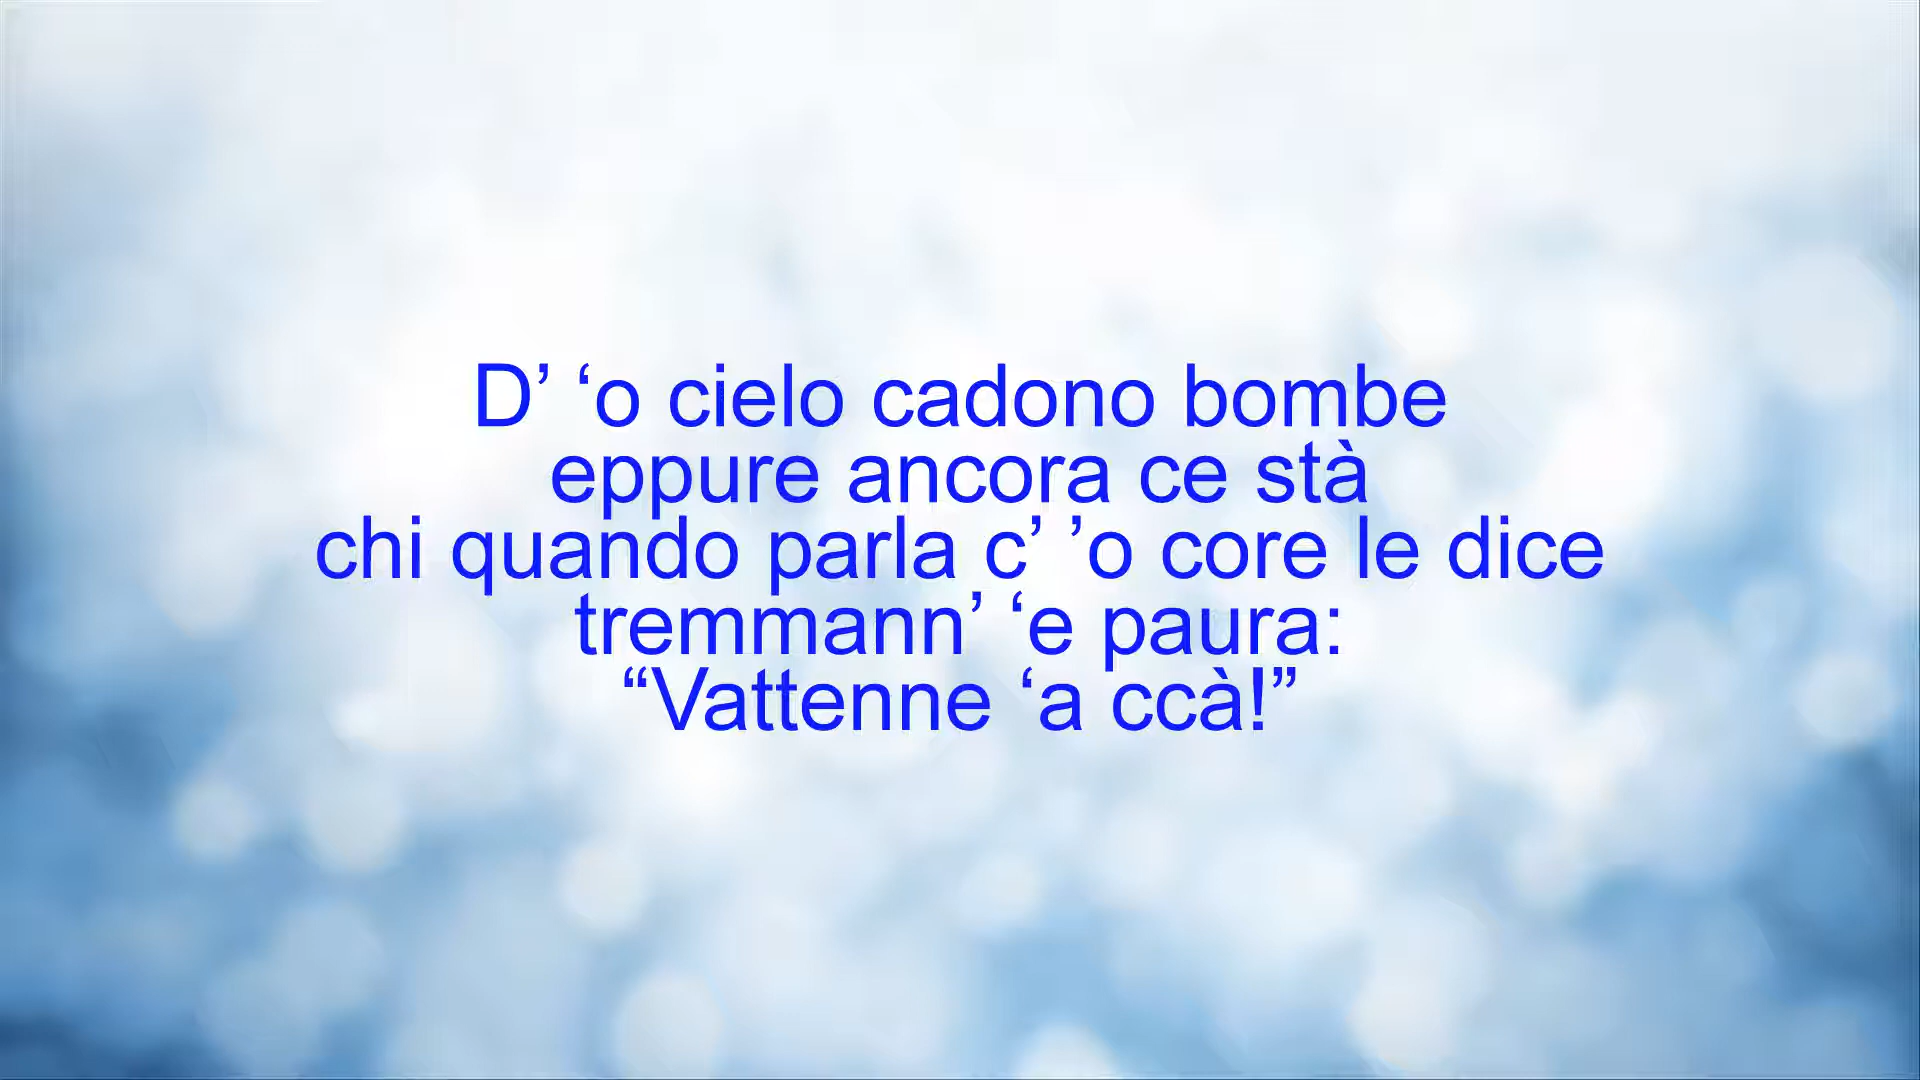 D’ ‘o cielo cadono bombe
eppure ancora ce stà
chi quando parla c’ ’o core le dice
tremmann’ ‘e paura:
“Vattenne ‘a ccà!”